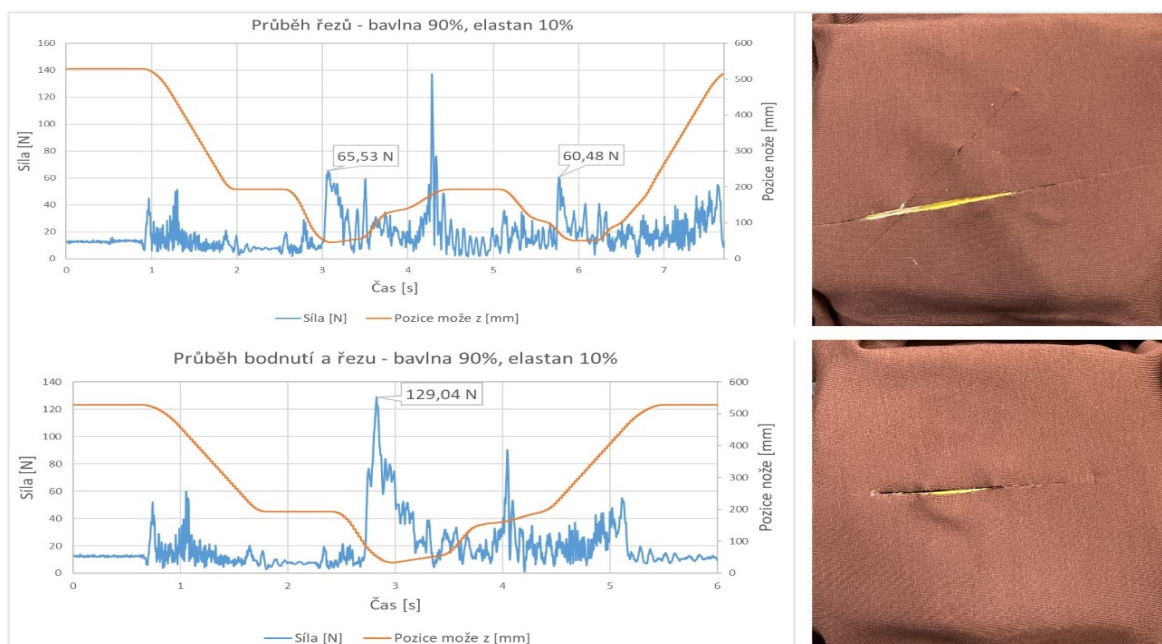 Průběh řezů - bavlna 90%, elastan 10%
160
140
120
100
80
60
40
20
0
600
500
400
300
200
100
0
Síla [N]
Pozice nože [mm]
65,53 N
60,48 N
0 1 2 3 4 5 6 7
Čas [s]
Síla [N] Pozice može z [mm]
Průběh bodnutí a řezu - bavlna 90%, elastan 10%
140
120
100
80
60
40
20
0
600
500
400
300
200
100
0
Síla [N]
Pozice nože [mm]
129,04 N
0 1 2 3 4 5 6
Čas [s]
Síla [N] Pozice može z [mm]